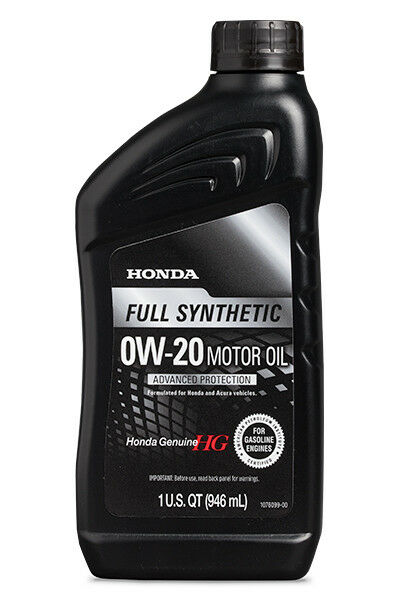 HONDA
FULL SYNTHETIC
0W-20 MOTOR OIL
ADVANCED PROTECTION
Formulated for Honda and Acura vehicles.
Honda Genuine HG
FOR
GASOLINE
ENGINES
CERTIFIED
IMPORTANT: Before use, read back panel for warnings.
1 U.S. QT (946 mL)
1076099-00